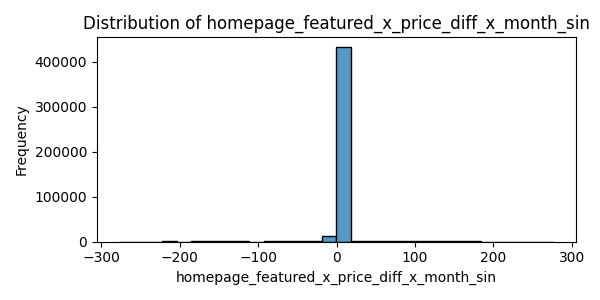 Distribution of homepage_featured_x_price_diff_x_month_sin
Frequency
400000
300000
200000
100000
0
−300 −200 −100 0 100 200 300
homepage_featured_x_price_diff_x_month_sin